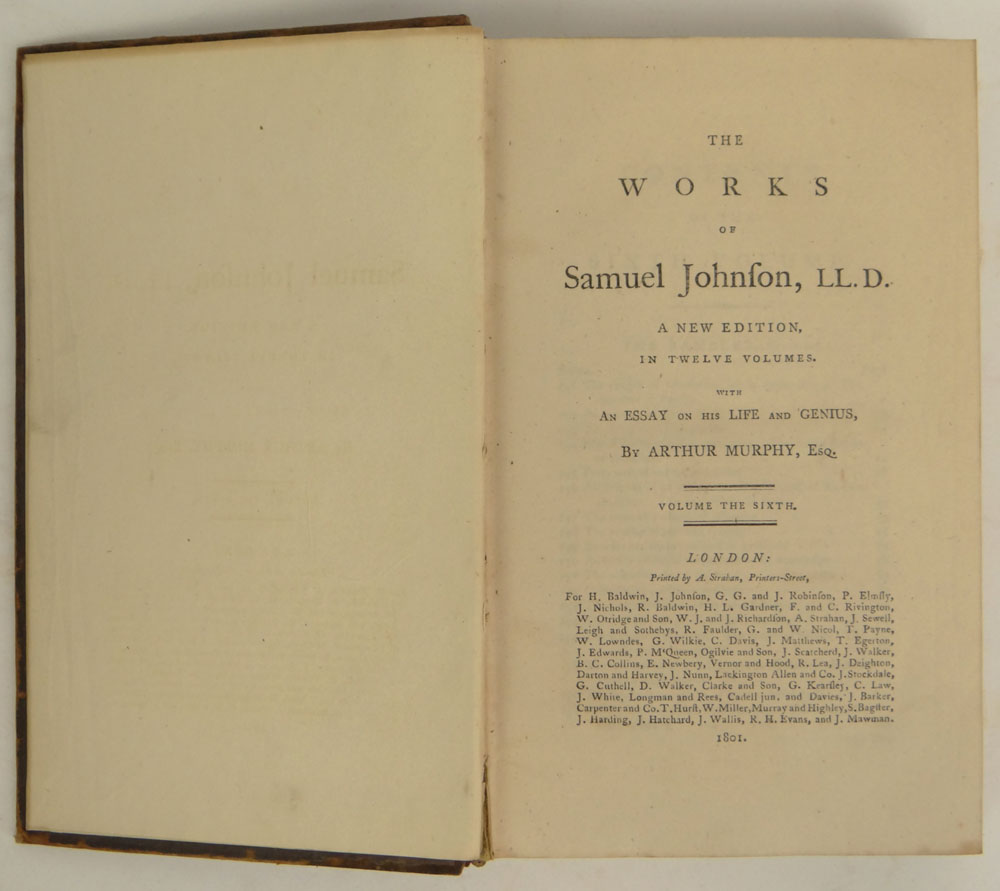 THE
WORKS
OF
Samuel Johnſon, LL.D.
A NEW EDITION,
IN TWELVE VOLUMES.
WITH
AN ESSAY ON HIS LIFE AND GENIUS,
BY ARTHUR MURPHY, ESQ.
VOLUME THE SIXTH.
LONDON:
Printed by A. Strahan, Printers-Street,
For H. Baldwin, J. Johnſon, G. G. and J. Robinſon, P. Elmſly,
J. Nichols, R. Baldwin, H. L. Gardner, F. and C. Rivington,
W. Otridge and Son, W. J. and J. Richardſon, A. Strahan, J. Sewell,
Leigh and Sothebys, R. Faulder, G. and W. Nicol, T. Payne,
W. Lowndes, G. Wilkie, C. Davis, J. Matthews, T. Egerton,
J. Edwards, P. M'Queen, Ogilvie and Son, J. Scatcherd, J. Walker,
B. C. Collins, E. Newbery, Vernor and Hood, R. Lea, J. Deighton,
Darton and Harvey, J. Nunn, Lackington Allen and Co. J. Stockdale,
G. Cuthell, D. Walker, Clarke and Son, G. Kearſley, C. Law,
J. White, Longman and Rees, Cadell jun. and Davies, J. Barker,
Carpenter and Co. T. Hurſt, W. Miller, Murray and Highley, S. Bagſter,
J. Harding, J. Hatchard, J. Wallis, R. H. Evans, and J. Mawman.
1801.